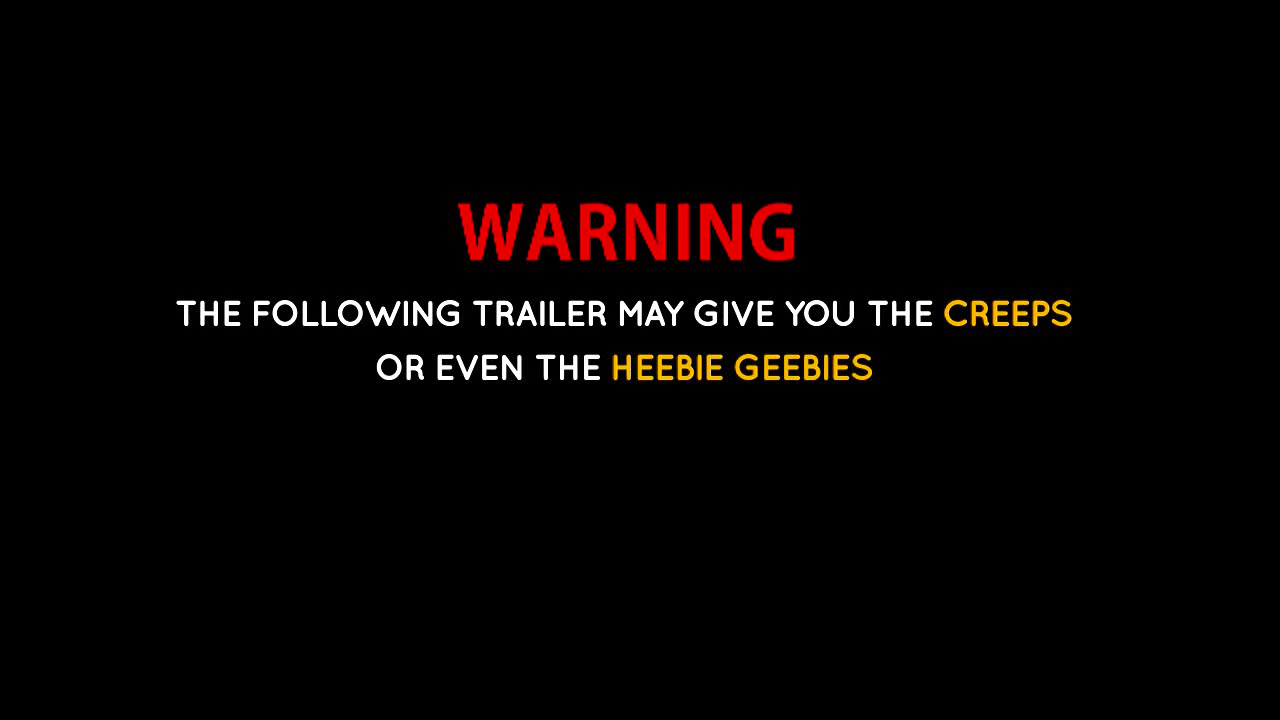 WARNING
THE FOLLOWING TRAILER MAY GIVE YOU THE CREEPS
OR EVEN THE HEEBIE GEEBIES